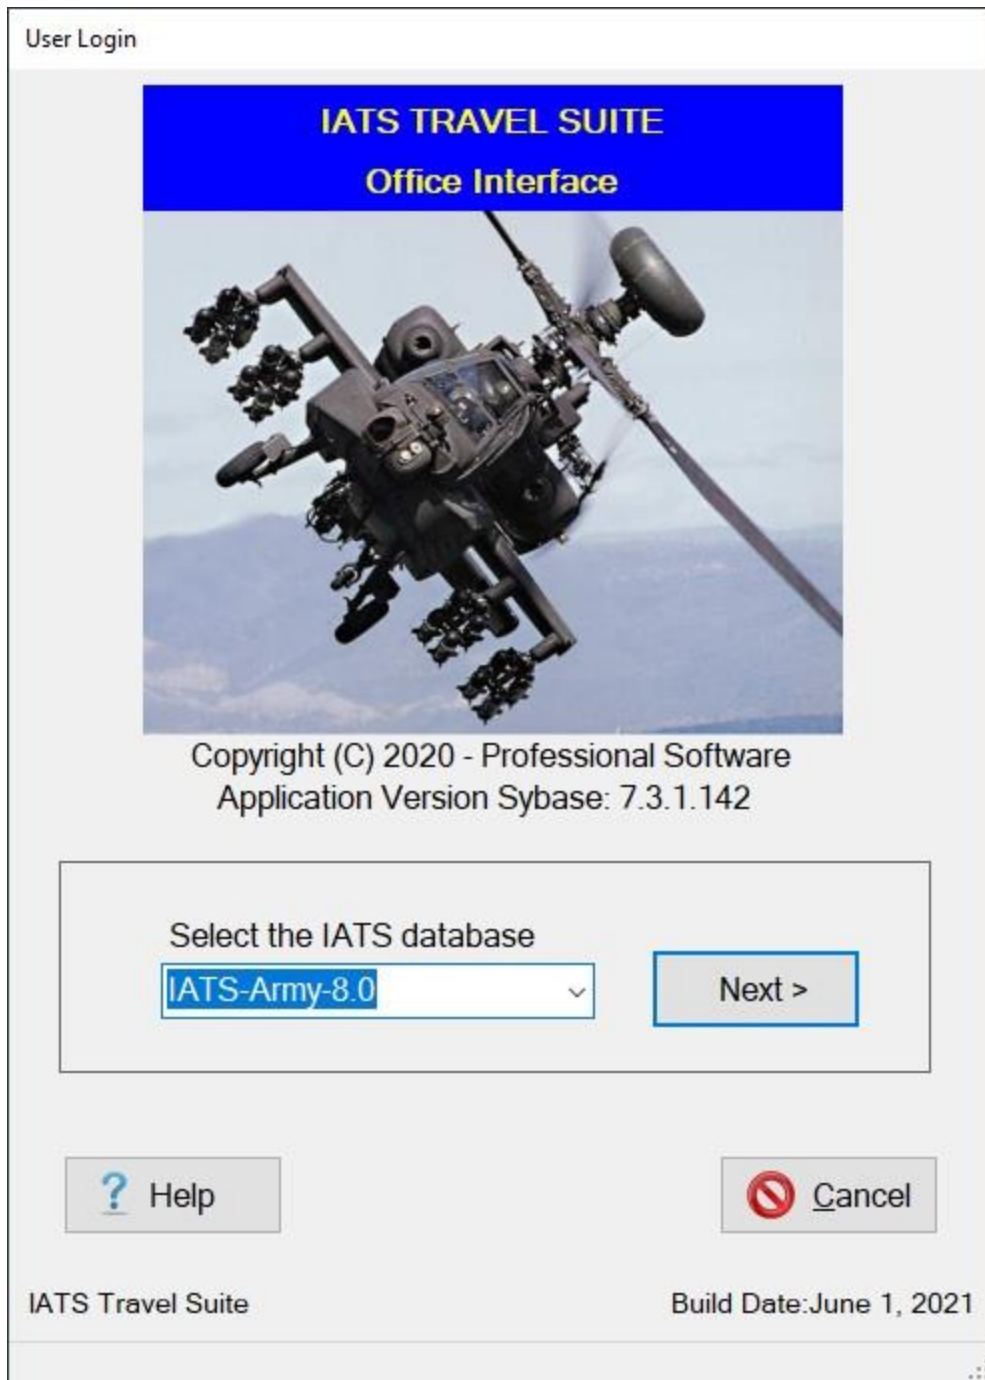 User Login
IATS TRAVEL SUITE
Office Interface
Copyright (C) 2020 - Professional Software
Application Version Sybase: 7.3.1.142
Select the IATS database
IATS-Army-8.0
Next >
? Help
Cancel
IATS Travel Suite
Build Date:June 1, 2021